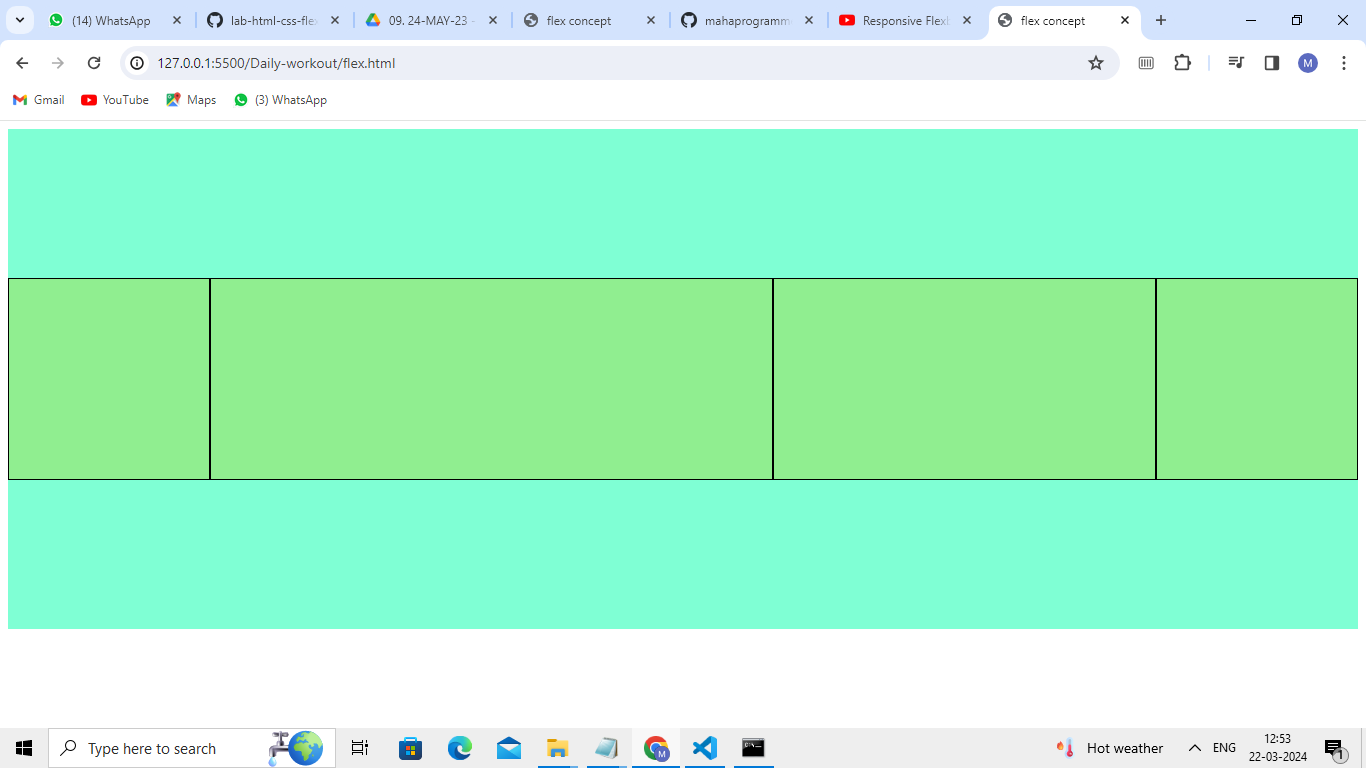 (14) WhatsApp
lab-html-css-fle
09. 24-MAY-23 -
flex concept
mahaprogramm
Responsive Flex
flex concept
127.0.0.1:5500/Daily-workout/flex.html
M
Gmail
YouTube
Maps
(3) WhatsApp
Type here to search
M
Hot weather
ENG
12:53
22-03-2024
1